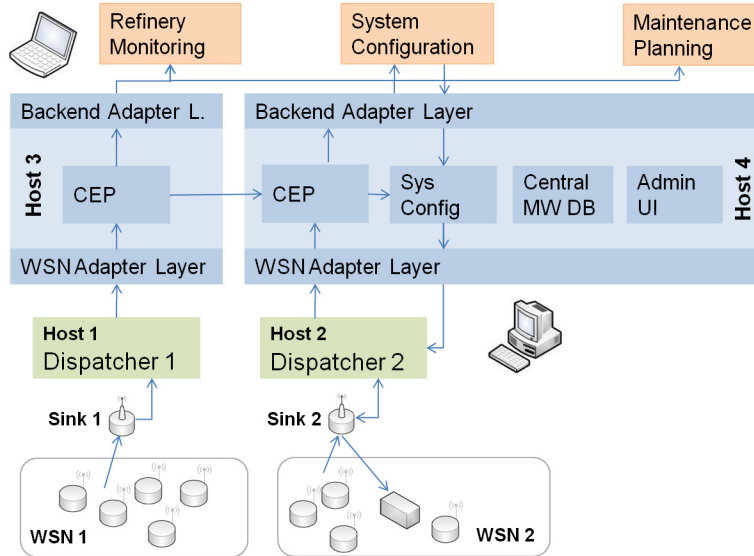 Refinery
Monitoring
System
Configuration
Maintenance
Planning
Backend Adapter L.
Backend Adapter Layer
Host 3
CEP
CEP
Sys
Config
Central
MW DB
Admin
UI
Host 4
WSN Adapter Layer
WSN Adapter Layer
Host 1
Dispatcher 1
Host 2
Dispatcher 2
Sink 1
Sink 2
WSN 1
WSN 2